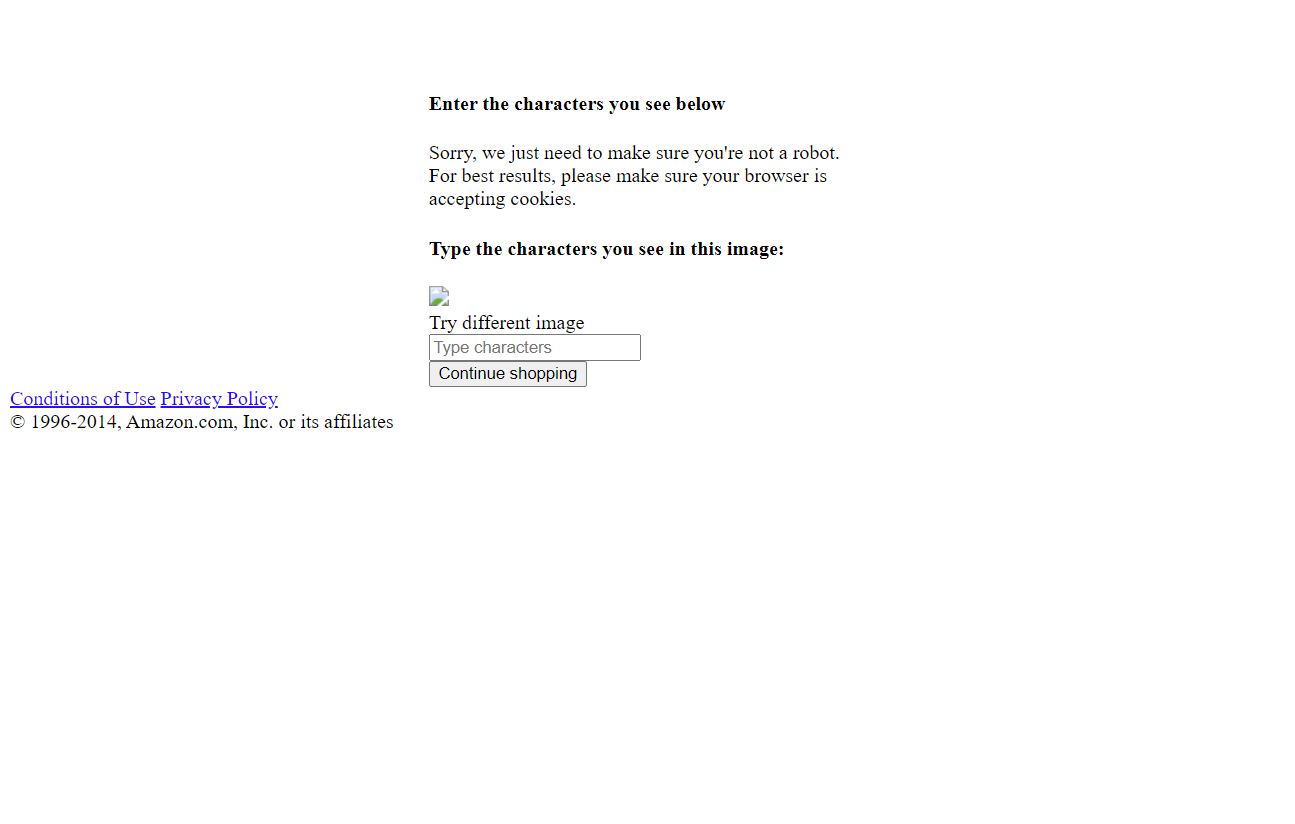 Enter the characters you see below
Sorry, we just need to make sure you're not a robot.
For best results, please make sure your browser is
accepting cookies.
Type the characters you see in this image:
Try different image
Type characters
Continue shopping
Conditions of Use Privacy Policy
© 1996-2014, Amazon.com, Inc. or its affiliates